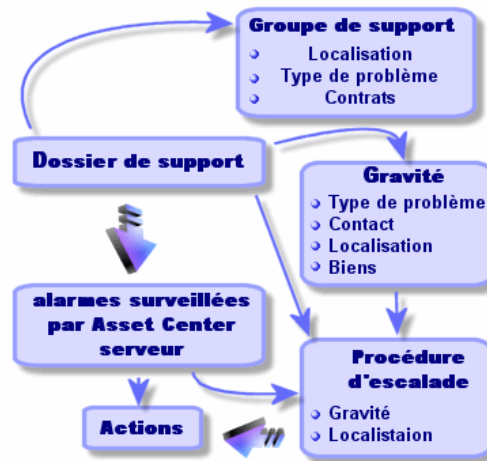 Groupe de support
Localisation
Type de problème
Contrats
Dossier de support
Gravité
Type de problème
Contact
Localisation
Biens
alarmes surveillées
par Asset Center
serveur
Procédure
d'escalade
Gravité
Localistaion
Actions